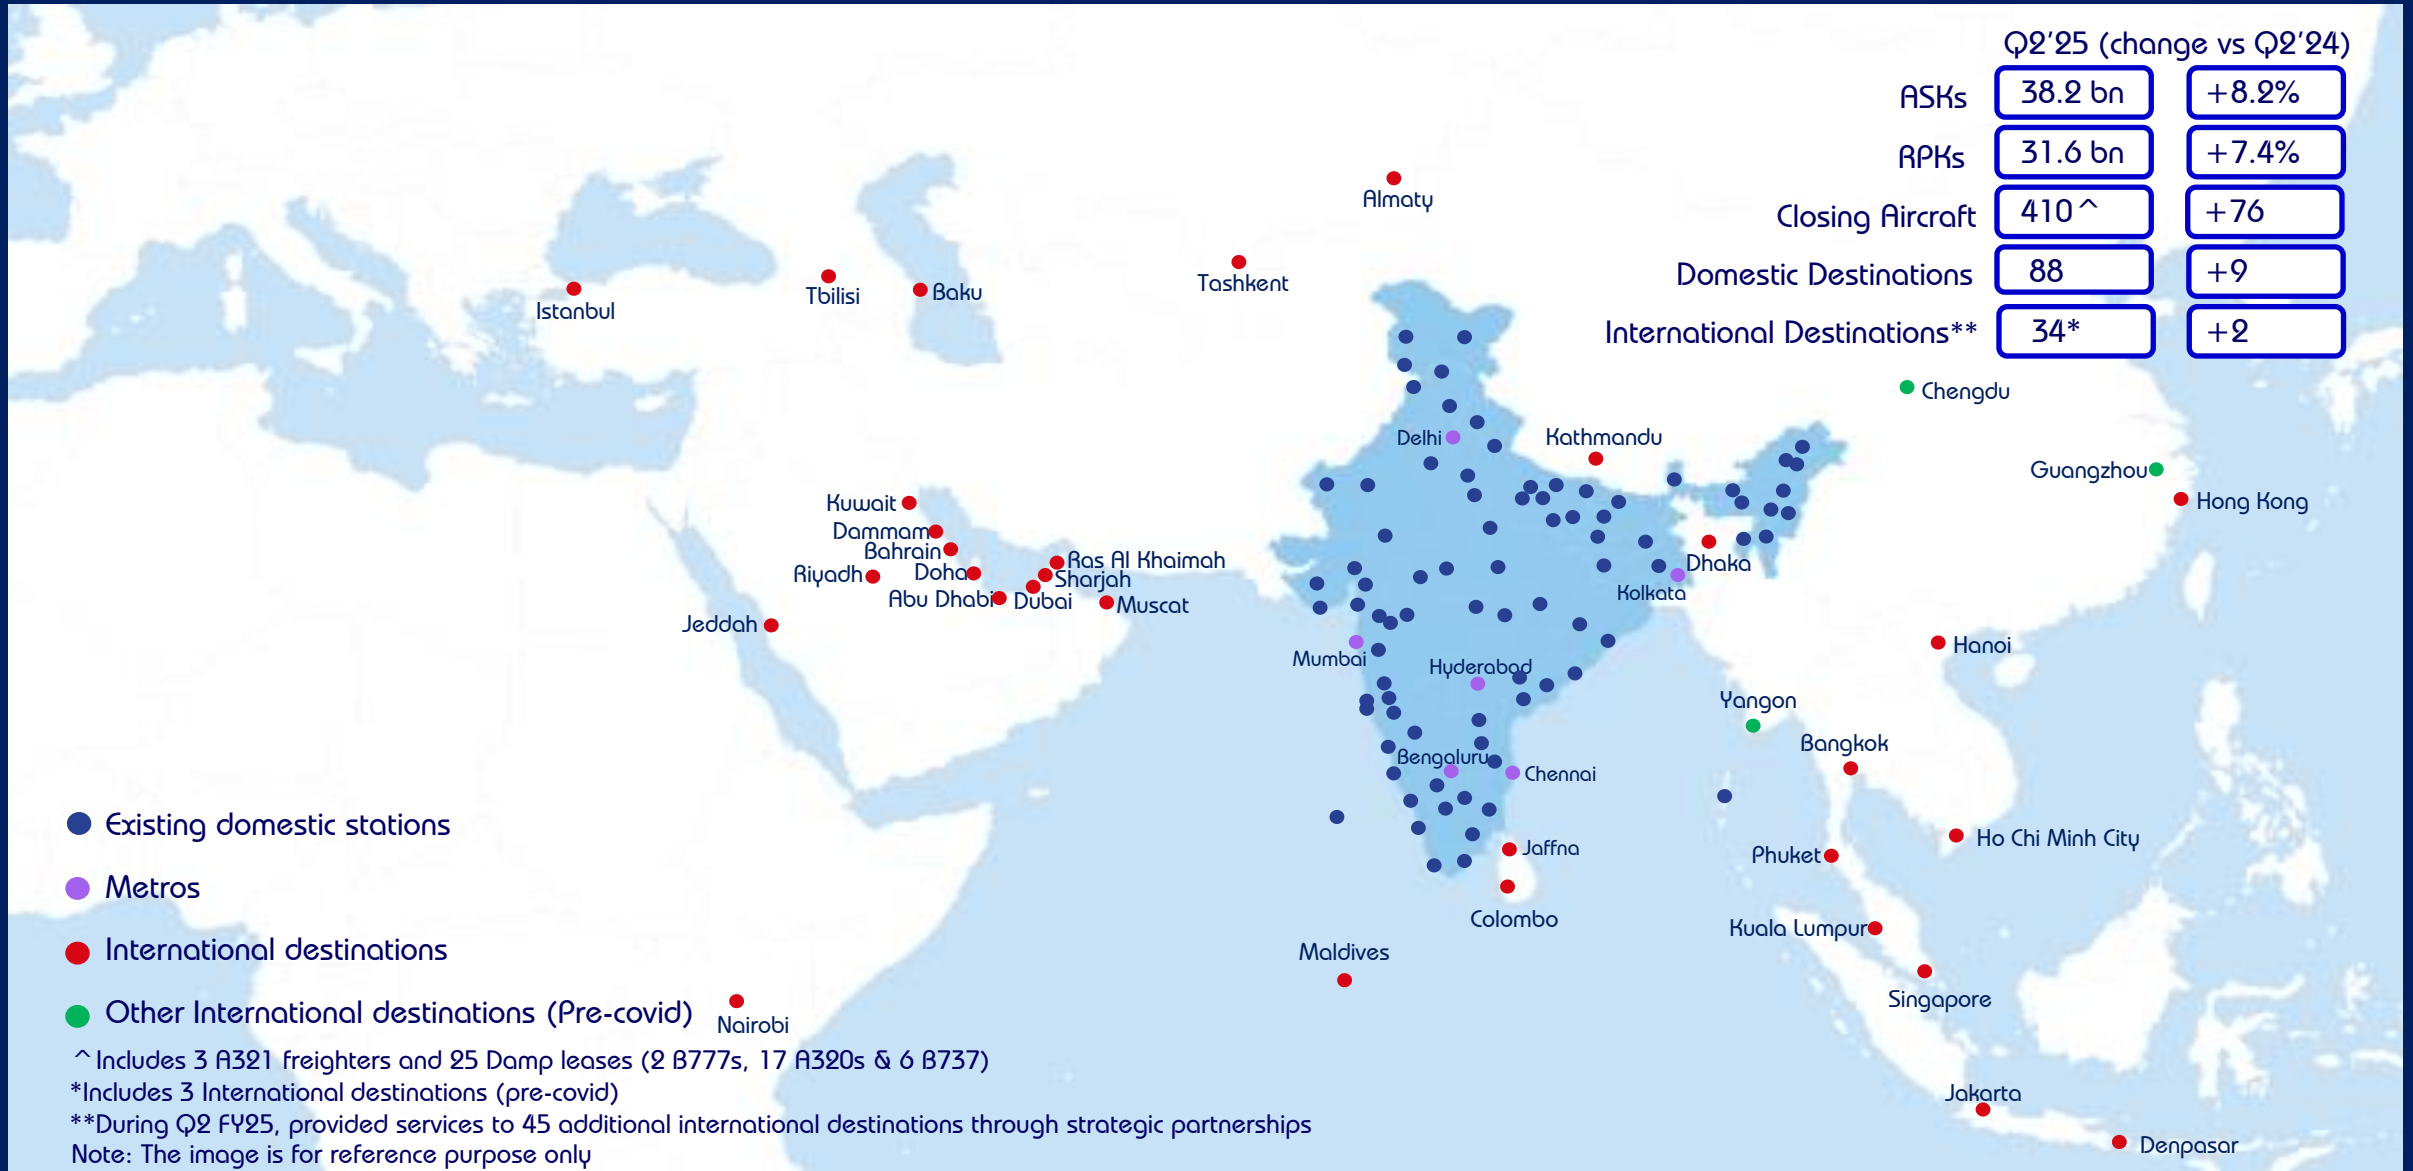 Q2'25 (change vs Q2'24)
ASKs 38.2 bn +8.2%
RPKs 31.6 bn +7.4%
Closing Aircraft 410^ +76
Domestic Destinations 88 +9
International Destinations** 34* +2
Almaty
Tashkent
Istanbul
Tbilisi
Baku
Chengdu
Delhi
Kathmandu
Guangzhou
Hong Kong
Kuwait
Dammam
Bahrain
Ras Al Khaimah
Riyadh
Doha
Sharjah
Abu Dhabi
Dubai
Muscat
Jeddah
Dhaka
Kolkata
Mumbai
Hyderabad
Hanoi
Yangon
Bangkok
Bengaluru
Chennai
Ho Chi Minh City
Jaffna
Phuket
Colombo
Kuala Lumpur
Maldives
Singapore
Nairobi
Jakarta
Denpasar
Existing domestic stations
Metros
International destinations
Other International destinations (Pre-covid)
^Includes 3 A321 freighters and 25 Damp leases (2 B777s, 17 A320s & 6 B737)
*Includes 3 International destinations (pre-covid)
**During Q2 FY25, provided services to 45 additional international destinations through strategic partnerships
Note: The image is for reference purpose only